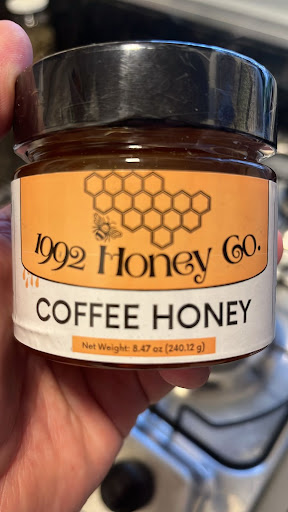 1992 Honey Co.
COFFEE HONEY
Net Weight: 8.47 oz (240.12 g)